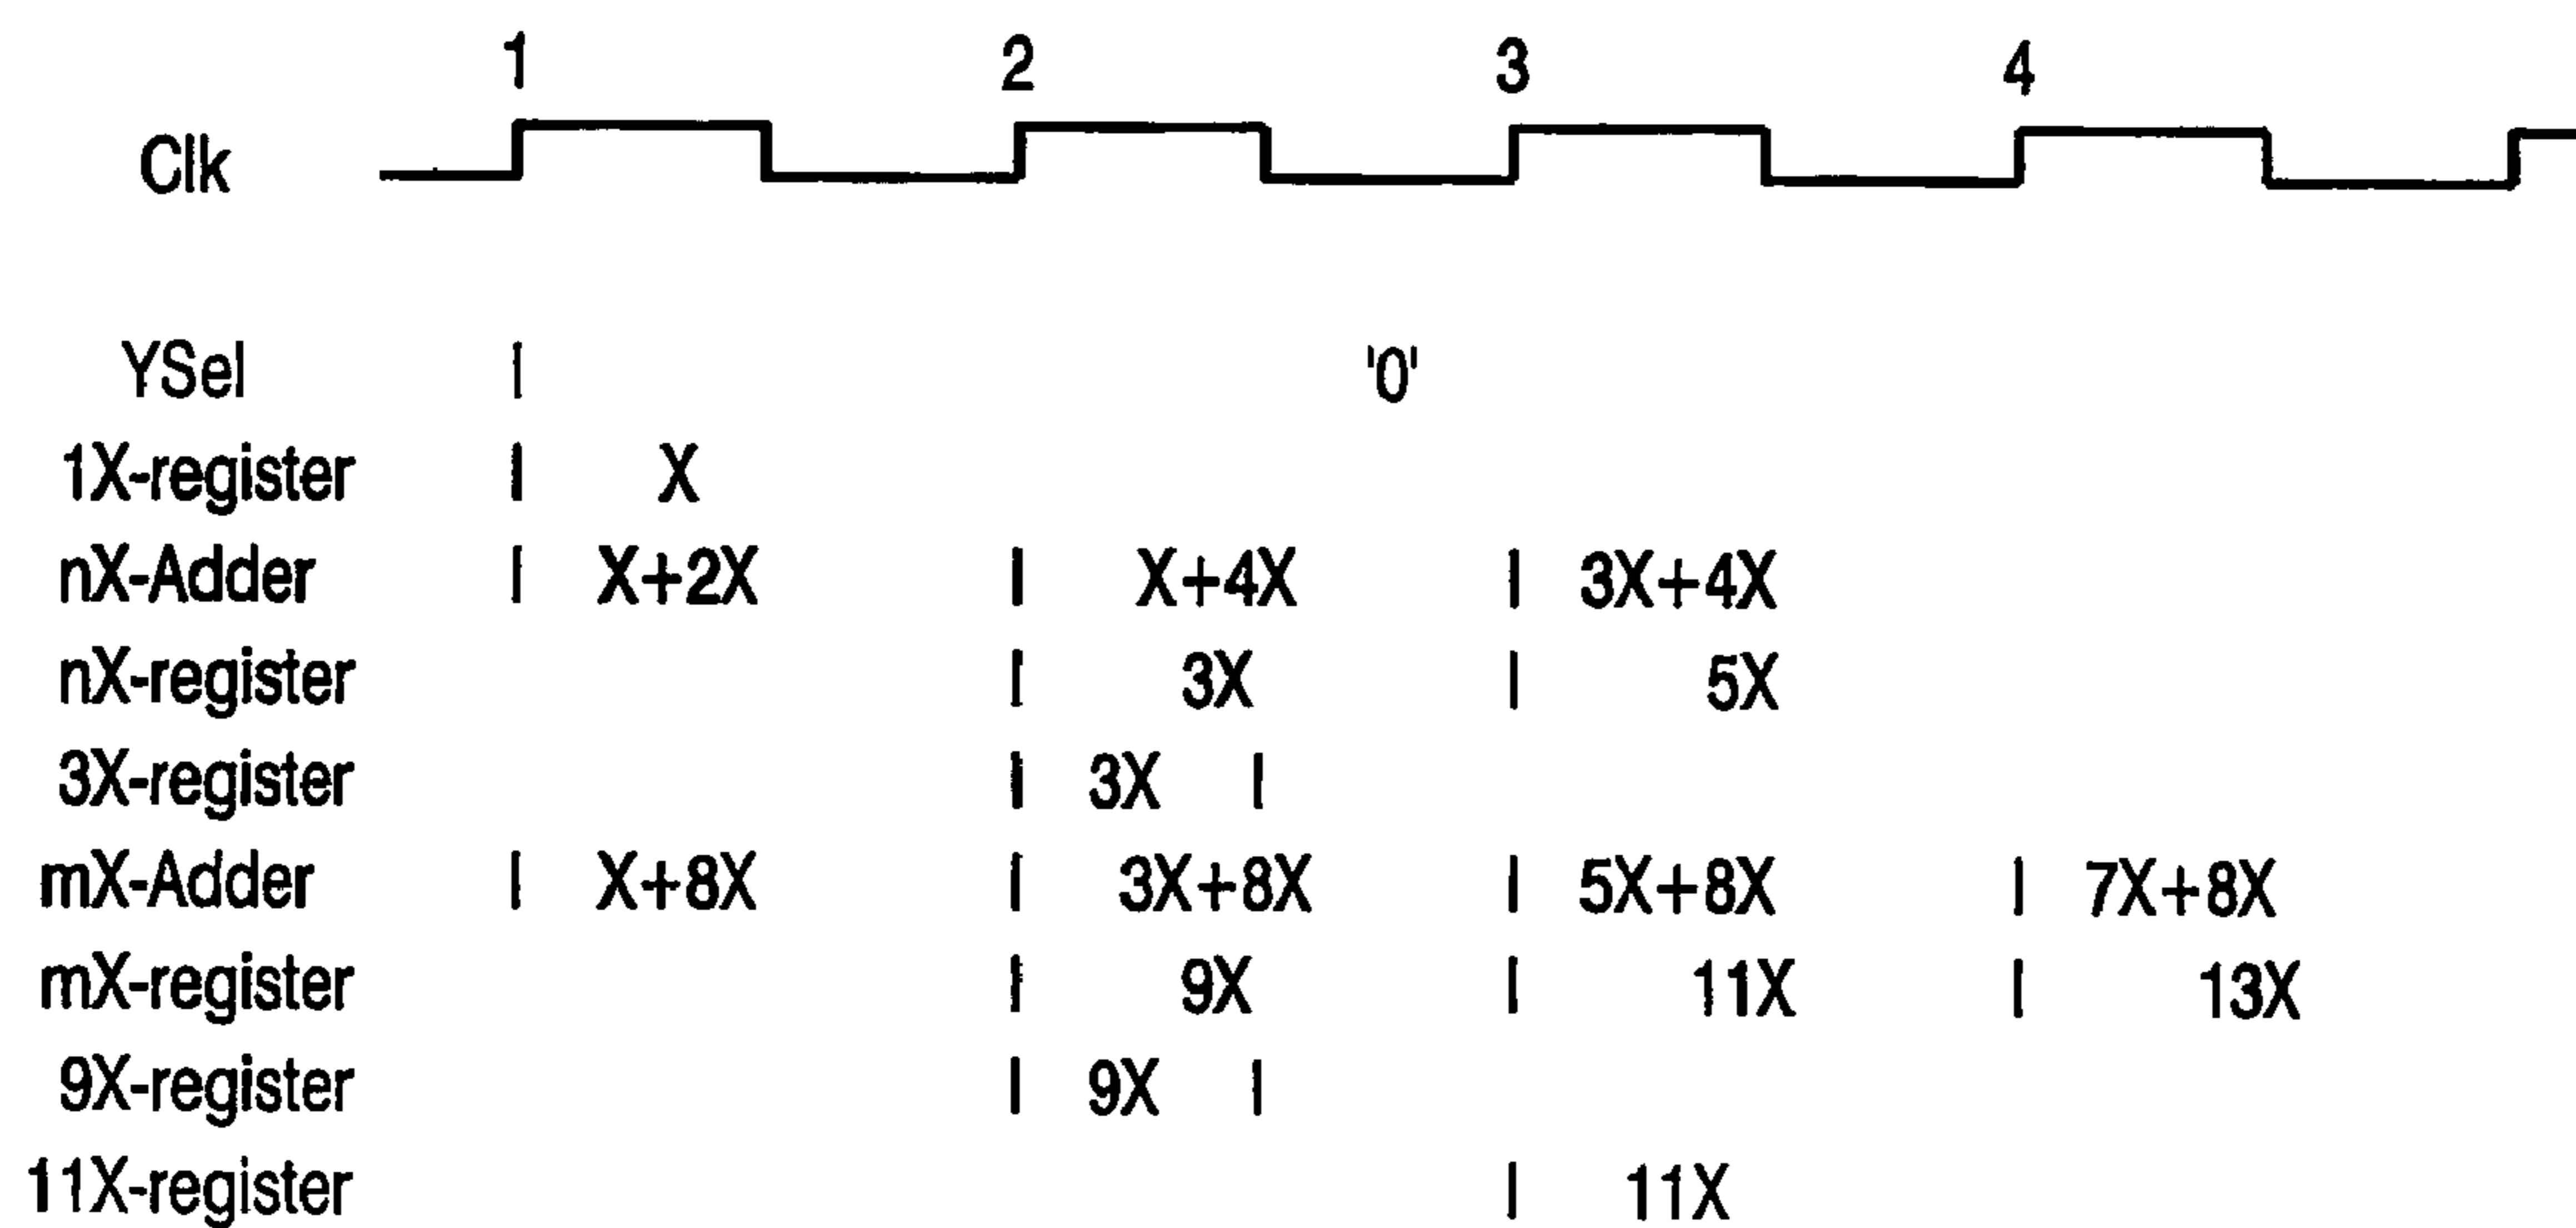 1 2 3 4
Clk
YSel | '0'
1X-register | X
nX-Adder | X+2X | X+4X | 3X+4X
nX-register | 3X | 5X
3X-register | 3X |
mX-Adder | X+8X | 3X+8X | 5X+8X | 7X+8X
mX-register | 9X | 11X | 13X
9X-register | 9X |
11X-register | 11X